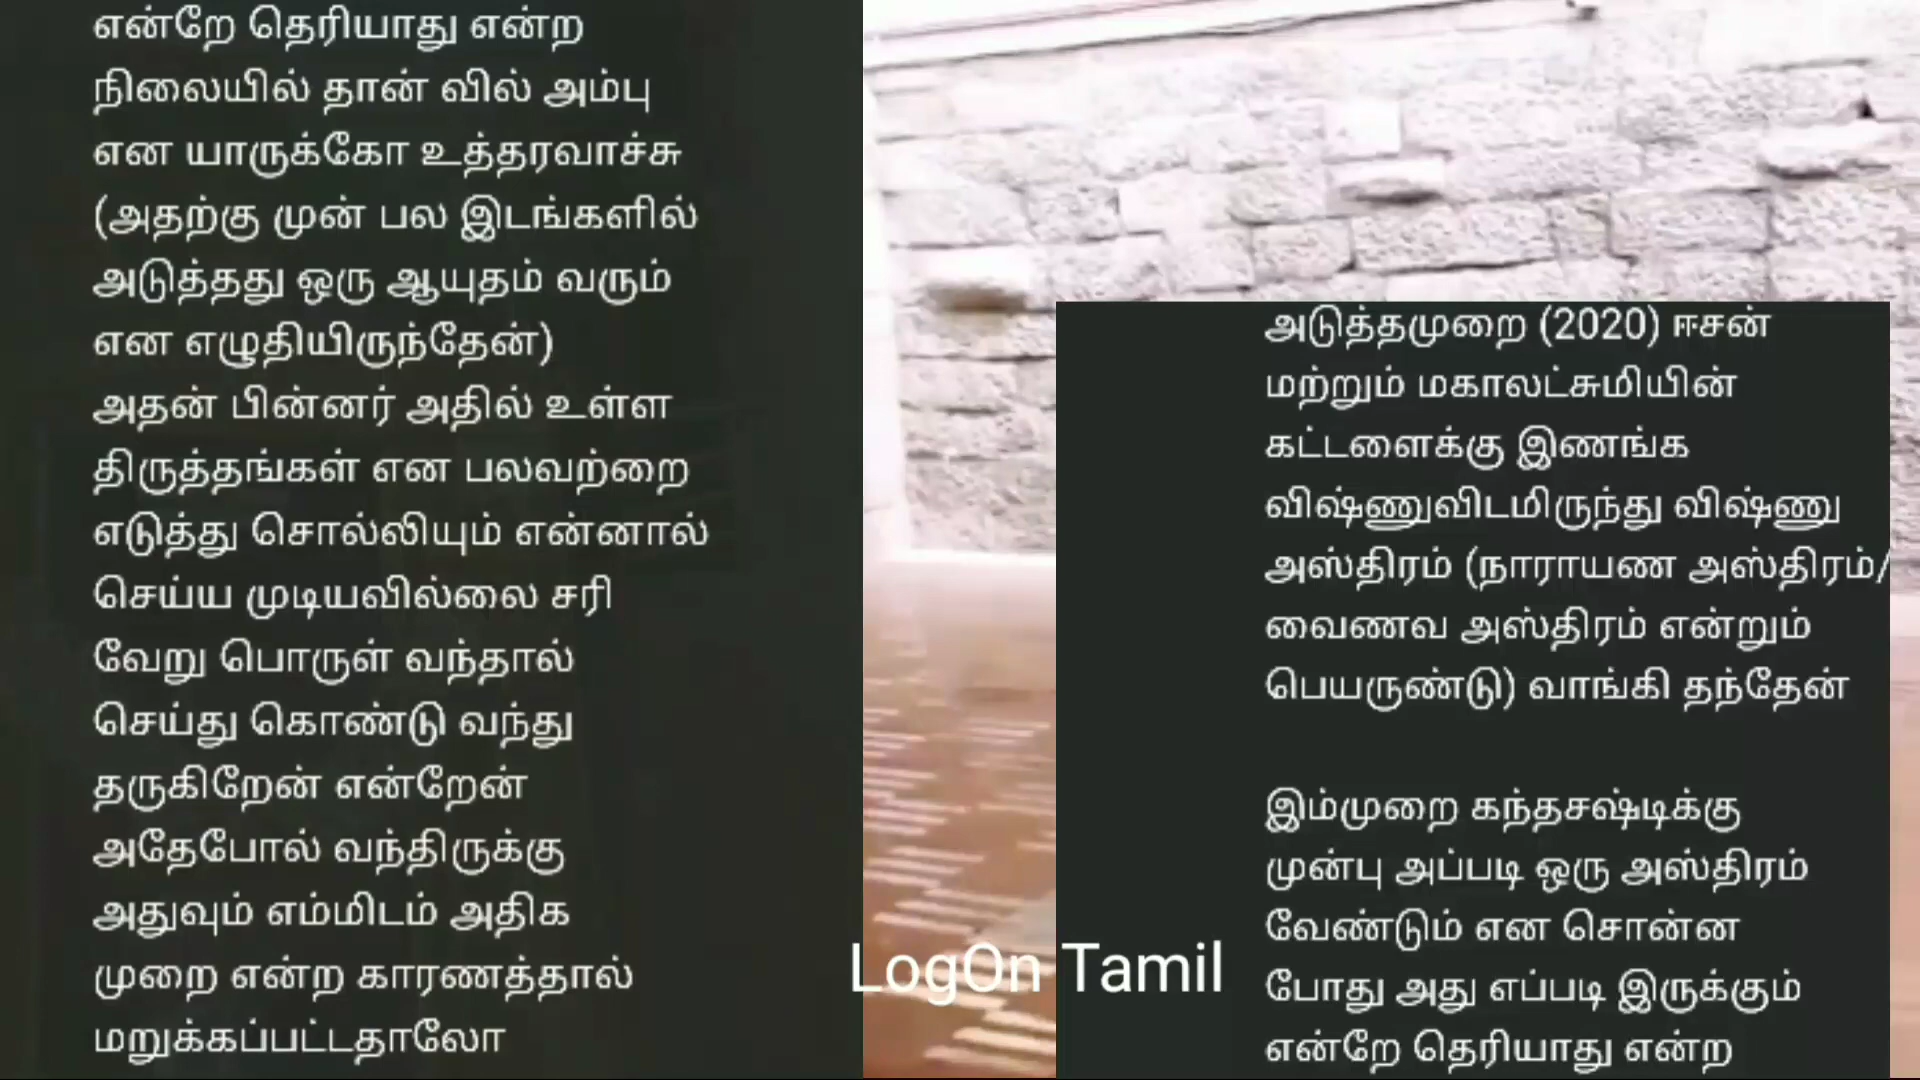 என்றே தெரியாது என்ற
நிலையில் தான் வில் அம்பு
என யாருக்கோ உத்தரவாச்சு
(அதற்கு முன் பல இடங்களில்
அடுத்தது ஒரு ஆயுதம் வரும்
என எழுதியிருந்தேன்)
அதன் பின்னர் அதில் உள்ள
திருத்தங்கள் என பலவற்றை
எடுத்து சொல்லியும் என்னால்
செய்ய முடியவில்லை சரி
வேறு பொருள் வந்தால்
செய்து கொண்டு வந்து
தருகிறேன் என்றேன்
அதேபோல் வந்திருக்கு
அதுவும் எம்மிடம் அதிக
முறை என்ற காரணத்தால்
மறுக்கப்பட்டதாலோ
அடுத்தமுறை (2020) ஈசன்
மற்றும் மகாலட்சுமியின்
கட்டளைக்கு இணங்க
விஷ்ணுவிடமிருந்து விஷ்ணு
அஸ்திரம் (நாராயண அஸ்திரம்/
வைணவ அஸ்திரம் என்றும்
பெயருண்டு) வாங்கி தந்தேன்
இம்முறை கந்தசஷ்டிக்கு
முன்பு அப்படி ஒரு அஸ்திரம்
வேண்டும் என சொன்ன
போது அது எப்படி இருக்கும்
என்றே தெரியாது என்ற
LogOn Tamil